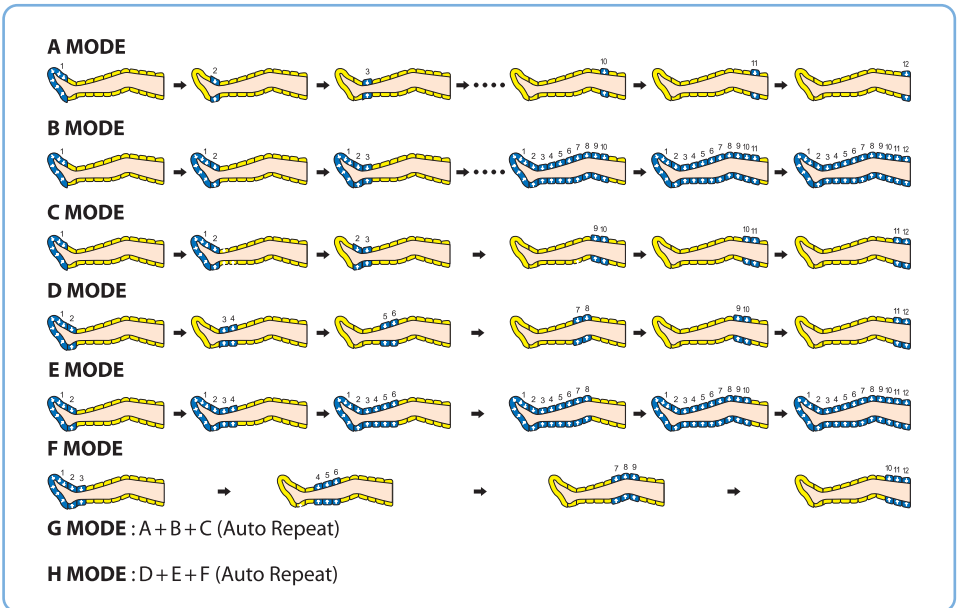 A MODE
1 2 3 10 11 12
B MODE
1 1 2 1 2 3 1 2 3 4 5 6 7 8 9 10 1 2 3 4 5 6 7 8 9 10 11 1 2 3 4 5 6 7 8 9 10 11 12
C MODE
1 1 2 2 3 9 10 10 11 11 12
D MODE
1 2 3 4 5 6 7 8 9 10 11 12
E MODE
1 2 1 2 3 4 1 2 3 4 5 6 1 2 3 4 5 6 7 8 1 2 3 4 5 6 7 8 9 10 1 2 3 4 5 6 7 8 9 10 11 12
F MODE
1 2 3 4 5 6 7 8 9 10 11 12
G MODE : A + B + C (Auto Repeat)
H MODE : D + E + F (Auto Repeat)